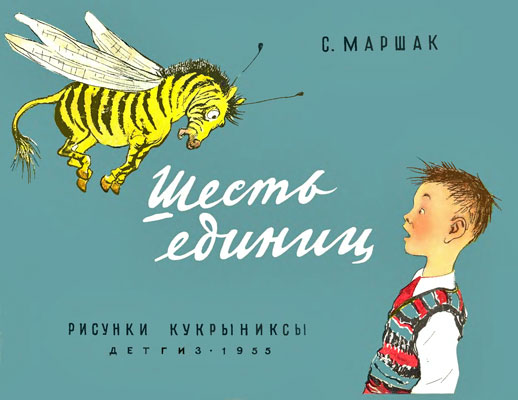 С. МАРШАК
Шесть
единиц
РИСУНКИ КУКРЫНИКСЫ
ДЕТГИЗ · 1955